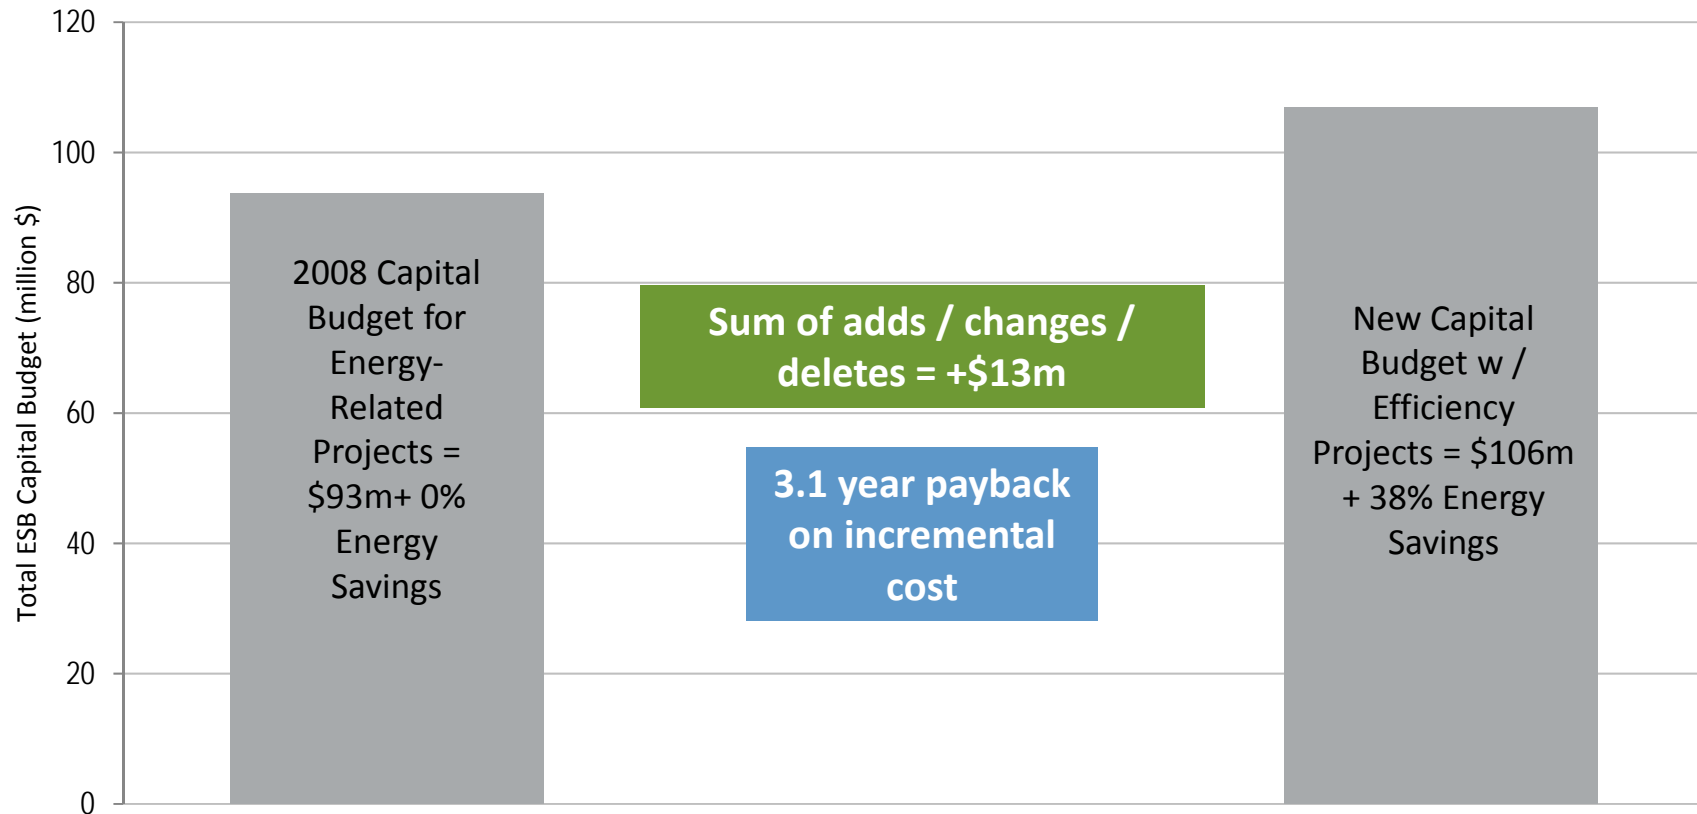 120
100
80
60
40
20
0
Total ESB Capital Budget (million $)
2008 Capital
Budget for
Energy-
Related
Projects =
$93m+ 0%
Energy
Savings
Sum of adds / changes /
deletes = +$13m
3.1 year payback
on incremental
cost
New Capital
Budget w /
Efficiency
Projects = $106m
+ 38% Energy
Savings